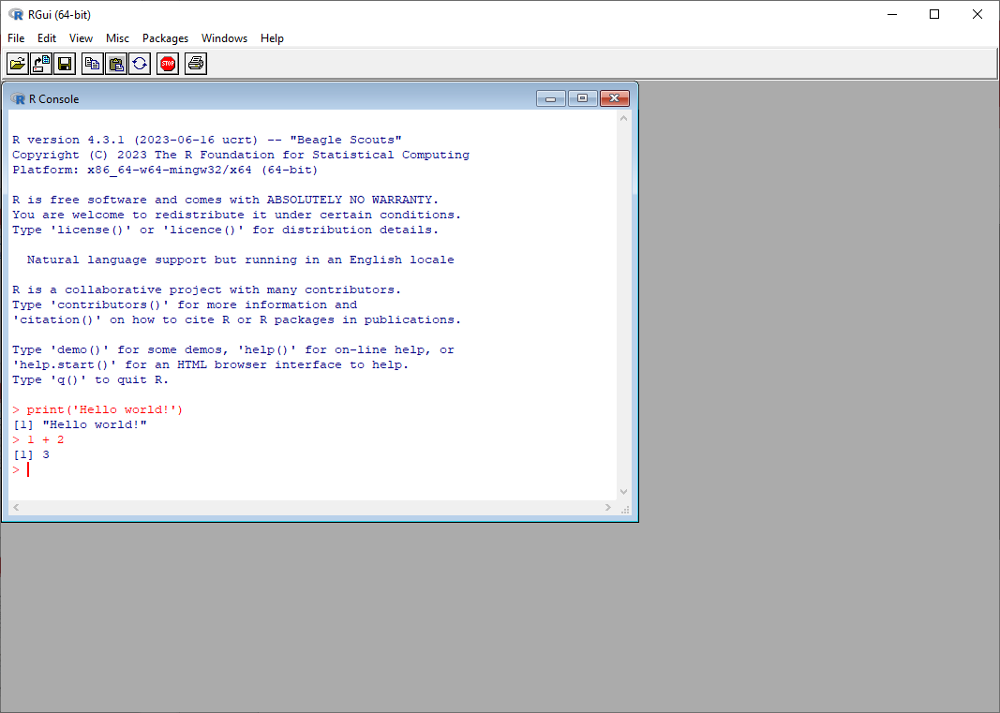 RGui (64-bit)
File Edit View Misc Packages Windows Help
STOP
R Console
R version 4.3.1 (2023-06-16 ucrt) -- "Beagle Scouts"
Copyright (C) 2023 The R Foundation for Statistical Computing
Platform: x86_64-w64-mingw32/x64 (64-bit)
R is free software and comes with ABSOLUTELY NO WARRANTY.
You are welcome to redistribute it under certain conditions.
Type 'license()' or 'licence()' for distribution details.
Natural language support but running in an English locale
R is a collaborative project with many contributors.
Type 'contributors()' for more information and
'citation()' on how to cite R or R packages in publications.
Type 'demo()' for some demos, 'help()' for on-line help, or
'help.start()' for an HTML browser interface to help.
Type 'q()' to quit R.
> print('Hello world!')
[1] "Hello world!"
> 1 + 2
[1] 3
>